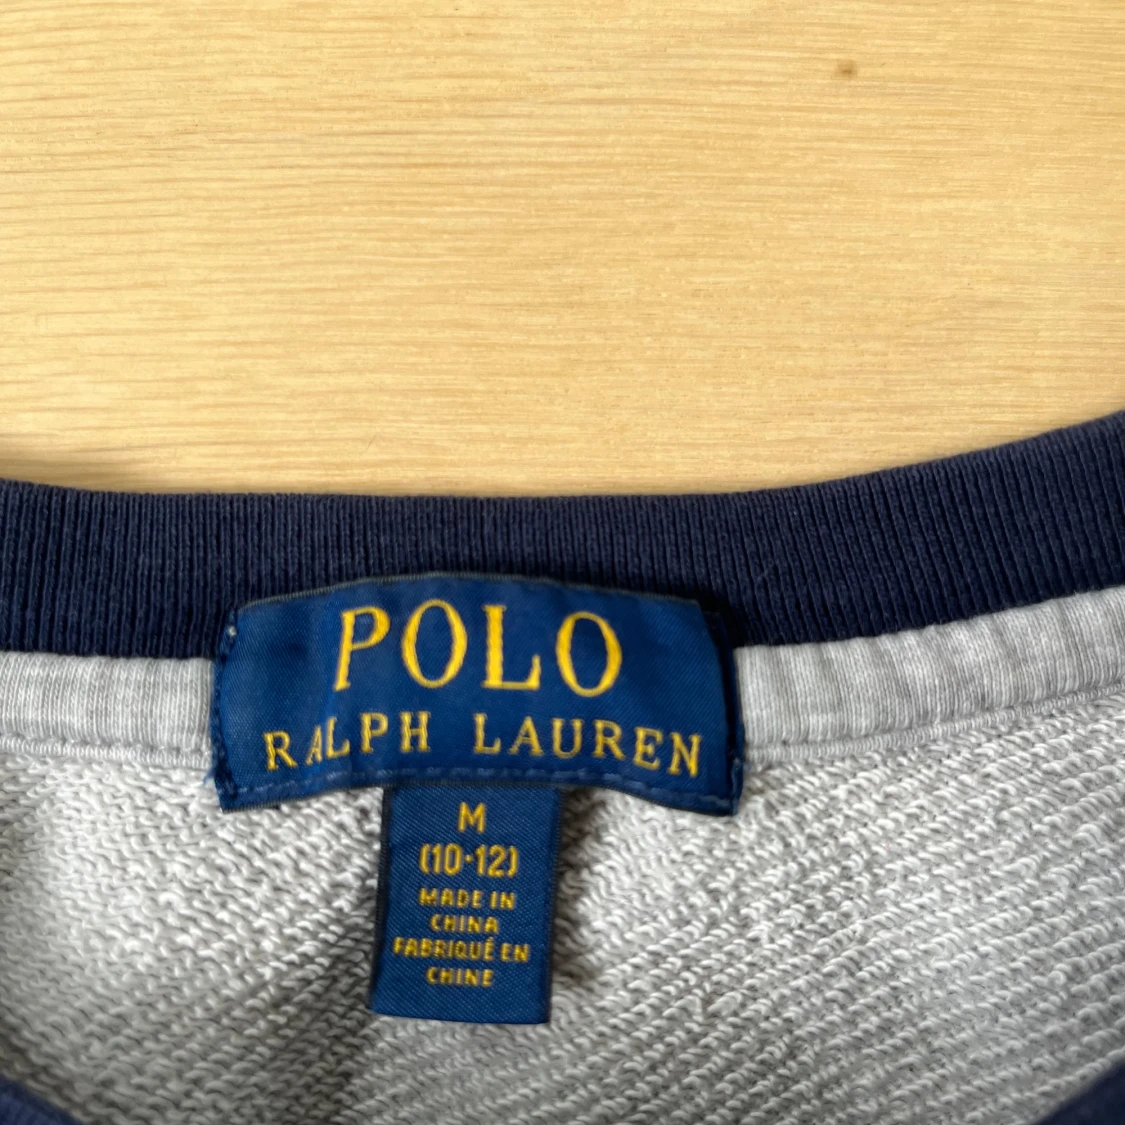 POLO
RALPH LAUREN
M
(10-12)
MADE IN
CHINA
FABRIQUÉ EN
CHINE